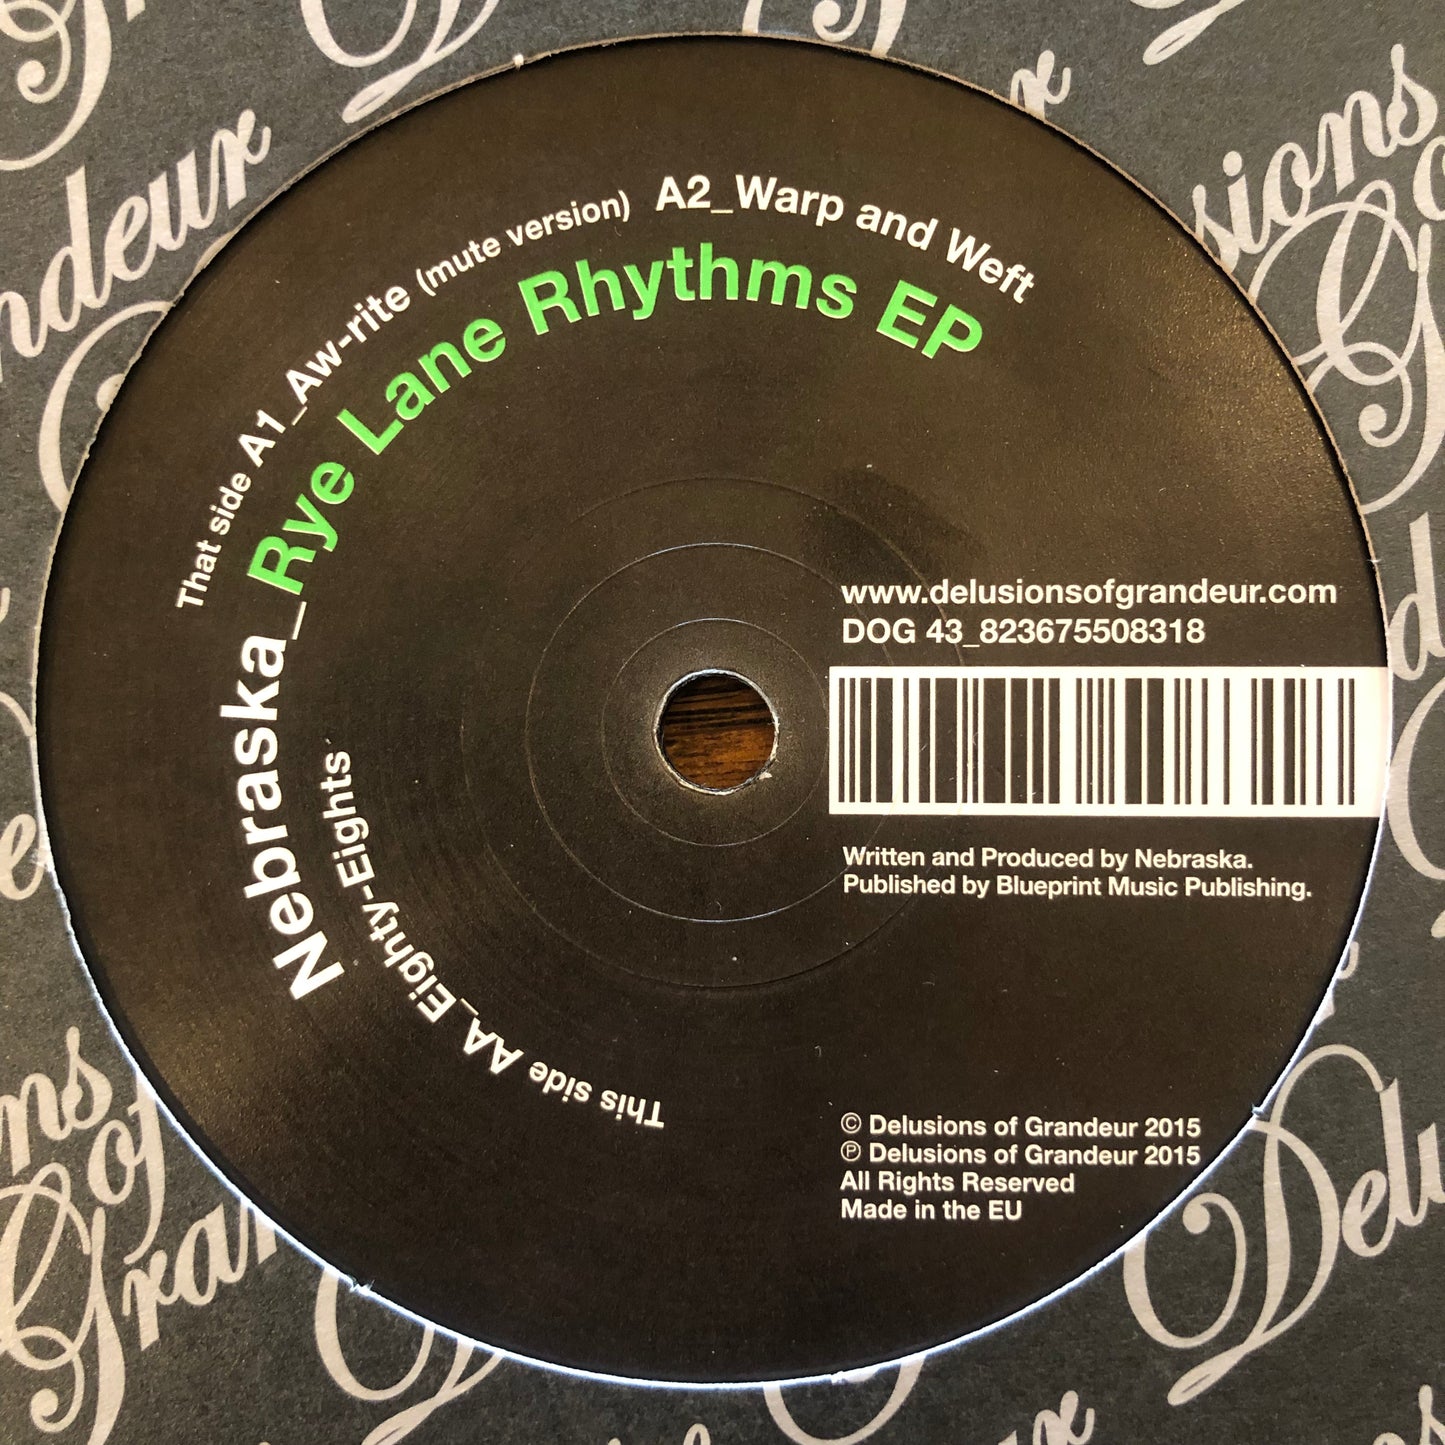 That side A1_Aw-rite (mute version) A2_Warp and Weft
Nebraska_Rye Lane Rhythms EP
This side AA_Eighty-Eights
www.delusionsofgrandeur.com
DOG 43_823675508318
Written and Produced by Nebraska.
Published by Blueprint Music Publishing.
© Delusions of Grandeur 2015
℗ Delusions of Grandeur 2015
All Rights Reserved
Made in the EU